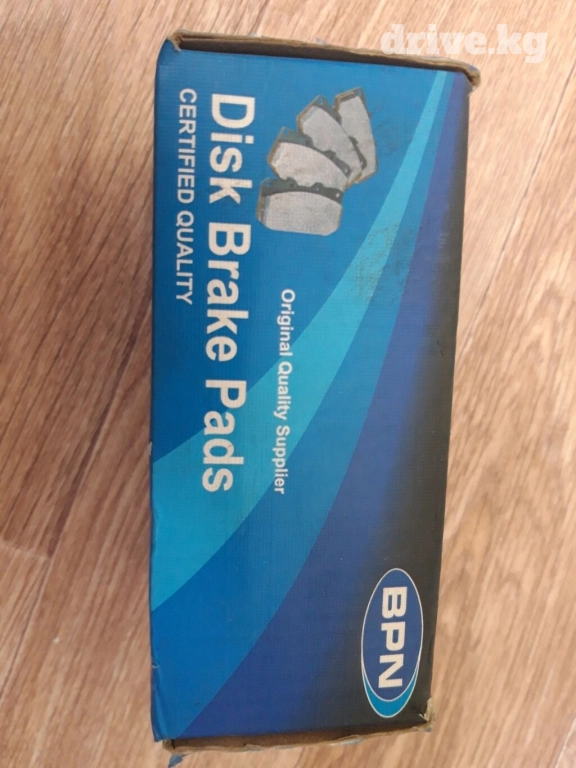 drive.kg
BPN
Original Quality Supplier
Disk Brake Pads
CERTIFIED QUALITY